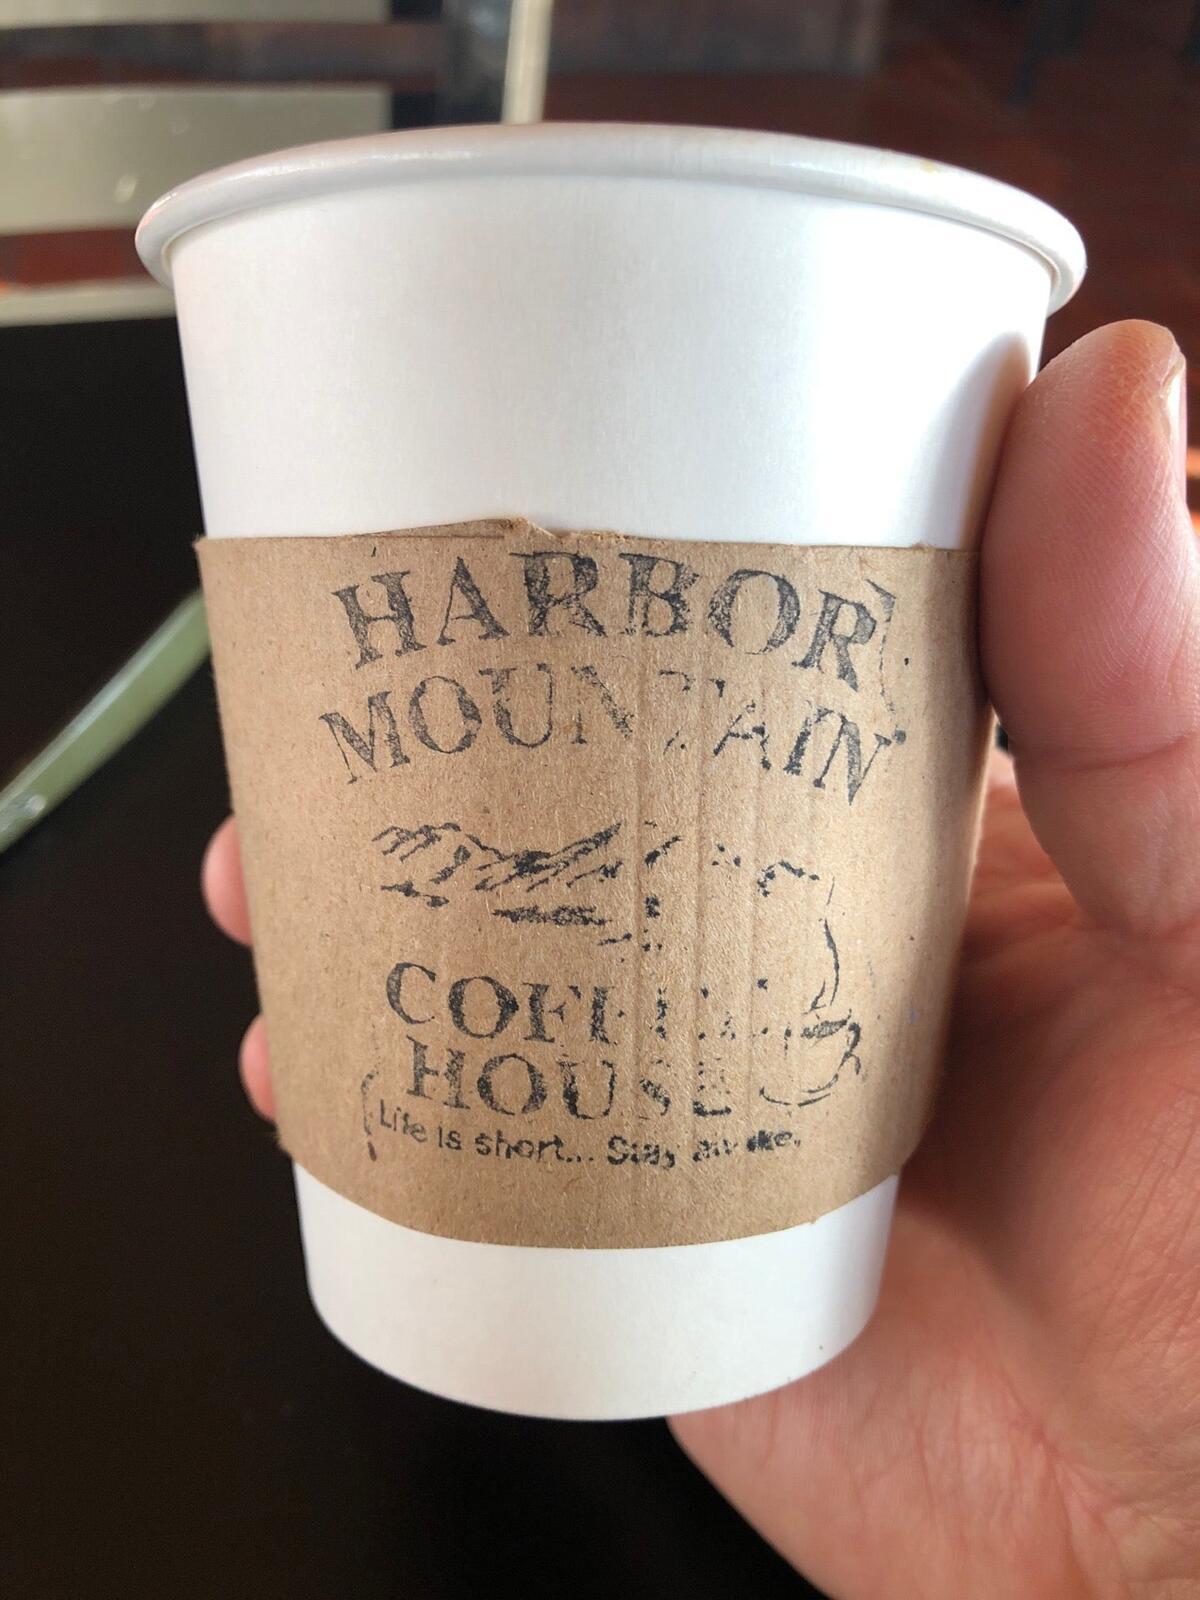 HARBOR
MOUNTAIN
COFFEE
HOUSE
Life is short... Stay awake.